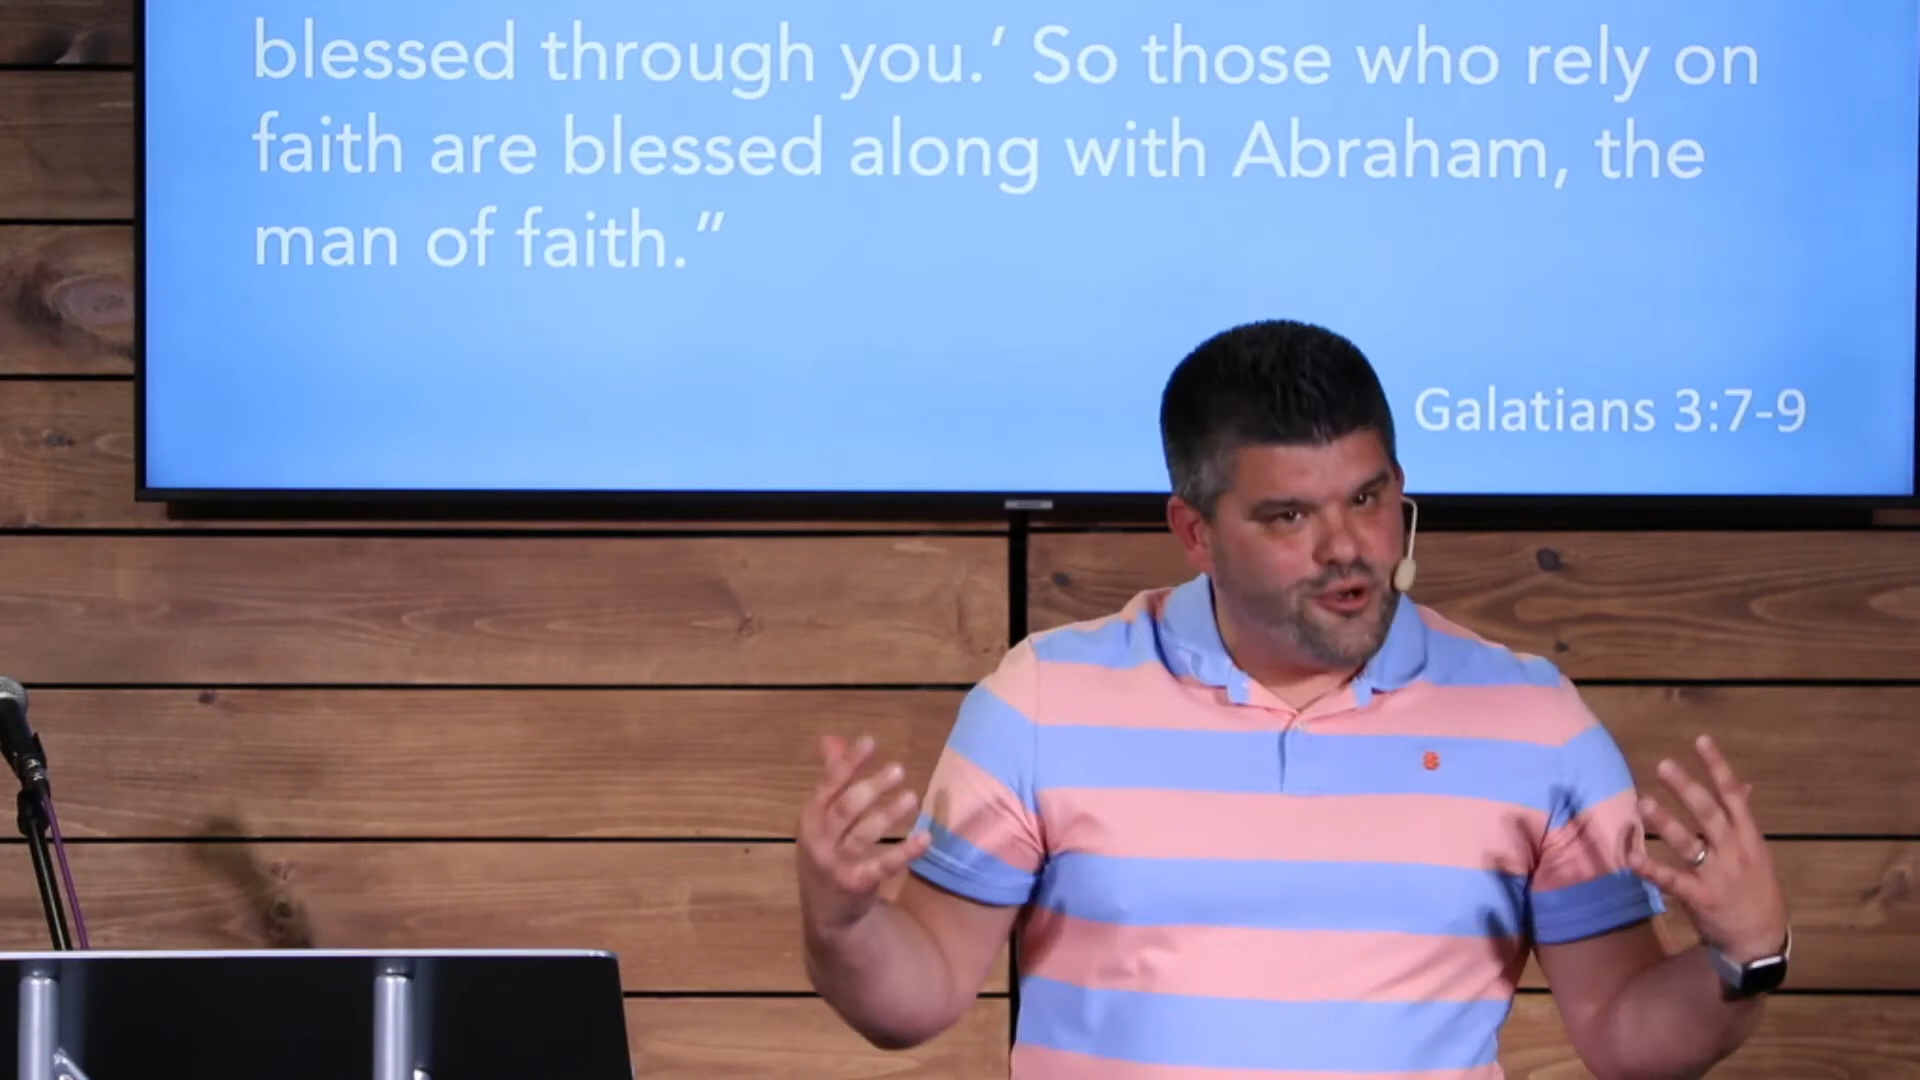 blessed through you.’ So those who rely on
faith are blessed along with Abraham, the
man of faith.”
Galatians 3:7-9